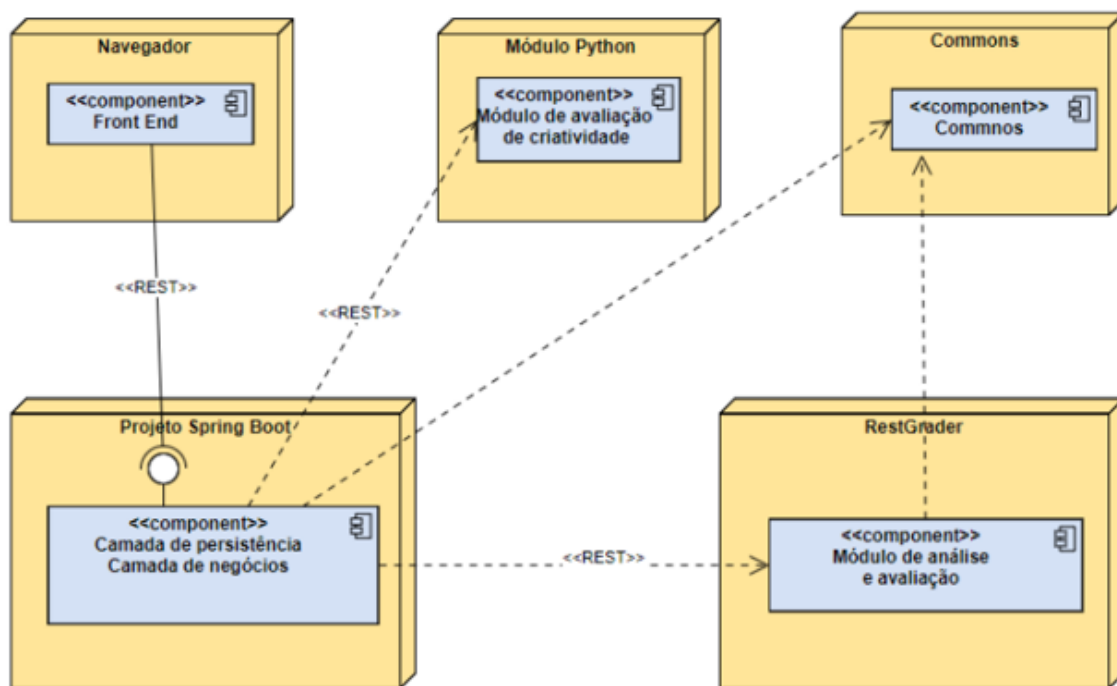 Navegador
<<component>>
Front End
Módulo Python
<<component>>
Módulo de avaliação
de criatividade
Commons
<<component>>
Commnos
<<REST>>
<<REST>>
Projeto Spring Boot
<<component>>
Camada de persistência
Camada de negócios
<<REST>>
RestGrader
<<component>>
Módulo de análise
e avaliação